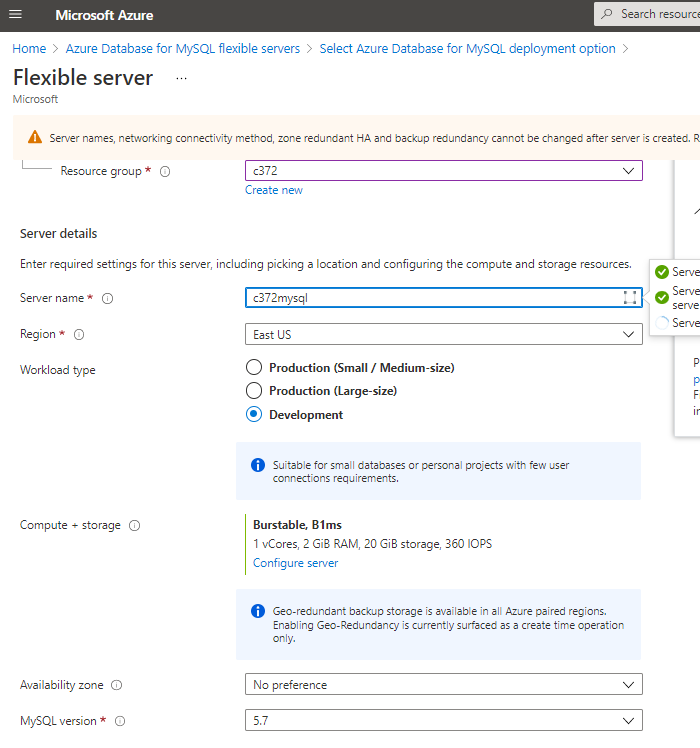 Microsoft Azure
Search resource
Home > Azure Database for MySQL flexible servers > Select Azure Database for MySQL deployment option >
Flexible server ...
Microsoft
Server names, networking connectivity method, zone redundant HA and backup redundancy cannot be changed after server is created. R
Resource group *
c372
Create new
Server details
Enter required settings for this server, including picking a location and configuring the compute and storage resources.
Serve
Server name *
c372mysql
Serve
serve
Serve
Region *
East US
Workload type
Production (Small / Medium-size)
Production (Large-size)
Development
P
p
Fl
in
Suitable for small databases or personal projects with few user
connections requirements.
Compute + storage
Burstable, B1ms
1 vCores, 2 GiB RAM, 20 GiB storage, 360 IOPS
Configure server
Geo-redundant backup storage is available in all Azure paired regions.
Enabling Geo-Redundancy is currently surfaced as a create time operation
only.
Availability zone
No preference
MySQL version *
5.7